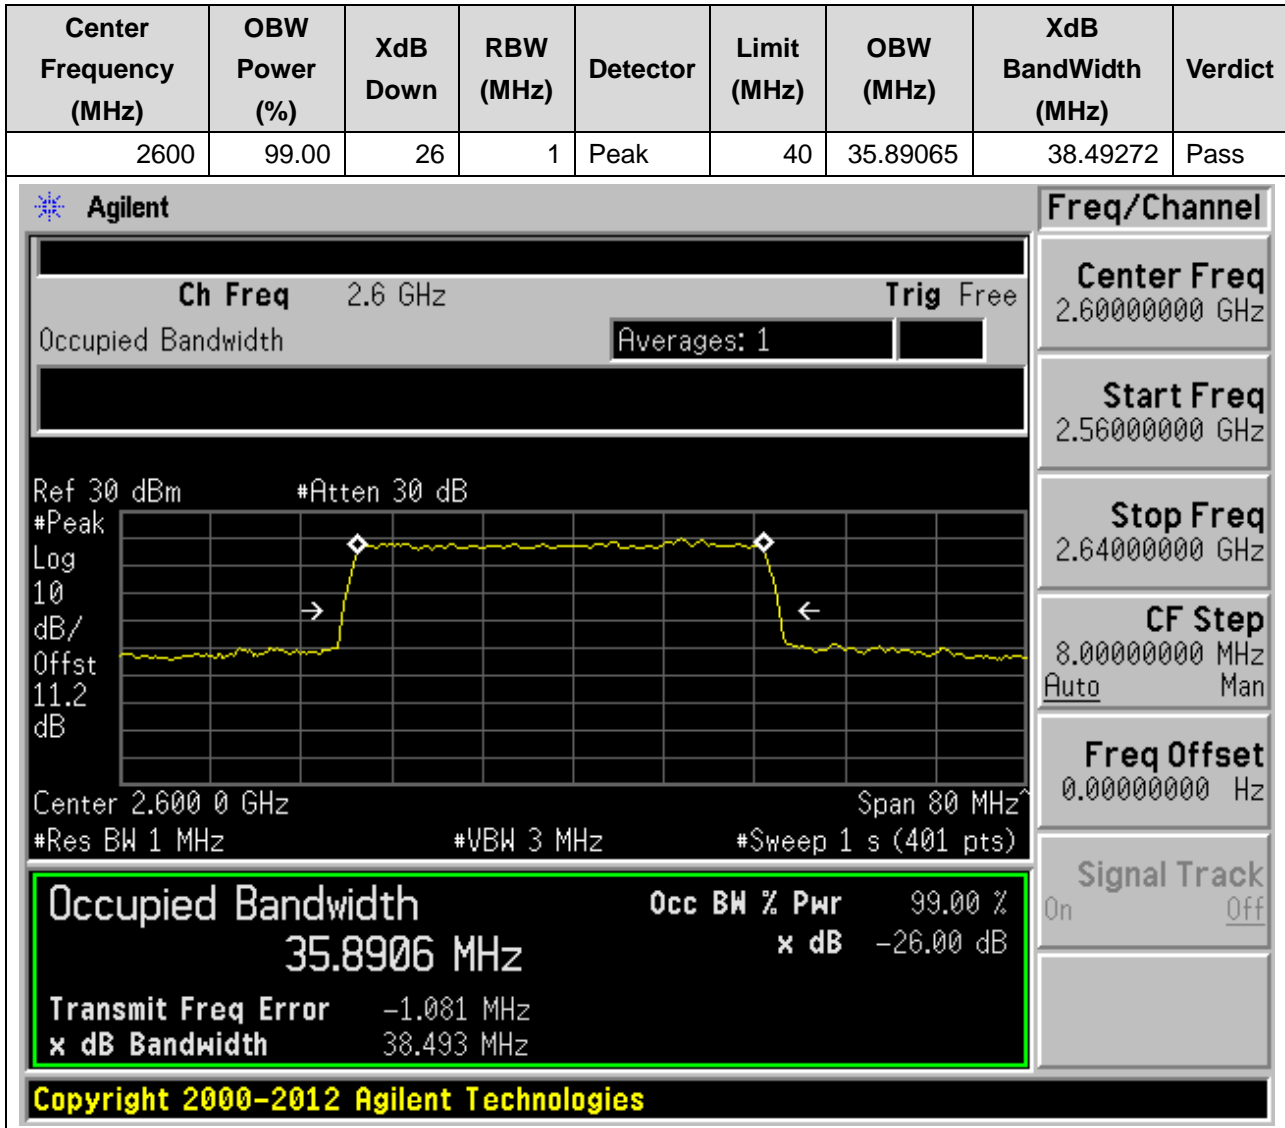 Center Frequency (MHz) OBW Power (%) XdB Down RBW (MHz) Detector Limit (MHz) OBW (MHz) XdB BandWidth (MHz) Verdict
2600 99.00 26 1 Peak 40 35.89065 38.49272 Pass
Agilent
Freq/Channel
Ch Freq 2.6 GHz Trig Free
Occupied Bandwidth Averages: 1
Ref 30 dBm #Atten 30 dB
#Peak
Log
10
dB/
Offst
11.2
dB
Center 2.600 0 GHz Span 80 MHz^
#Res BW 1 MHz #VBW 3 MHz #Sweep 1 s (401 pts)
Occupied Bandwidth Occ BW % Pwr 99.00 %
35.8906 MHz x dB -26.00 dB
Transmit Freq Error -1.081 MHz
x dB Bandwidth 38.493 MHz
Center Freq
2.60000000 GHz
Start Freq
2.56000000 GHz
Stop Freq
2.64000000 GHz
CF Step
8.00000000 MHz
Auto Man
Freq Offset
0.00000000 Hz
Signal Track
On Off
Copyright 2000-2012 Agilent Technologies